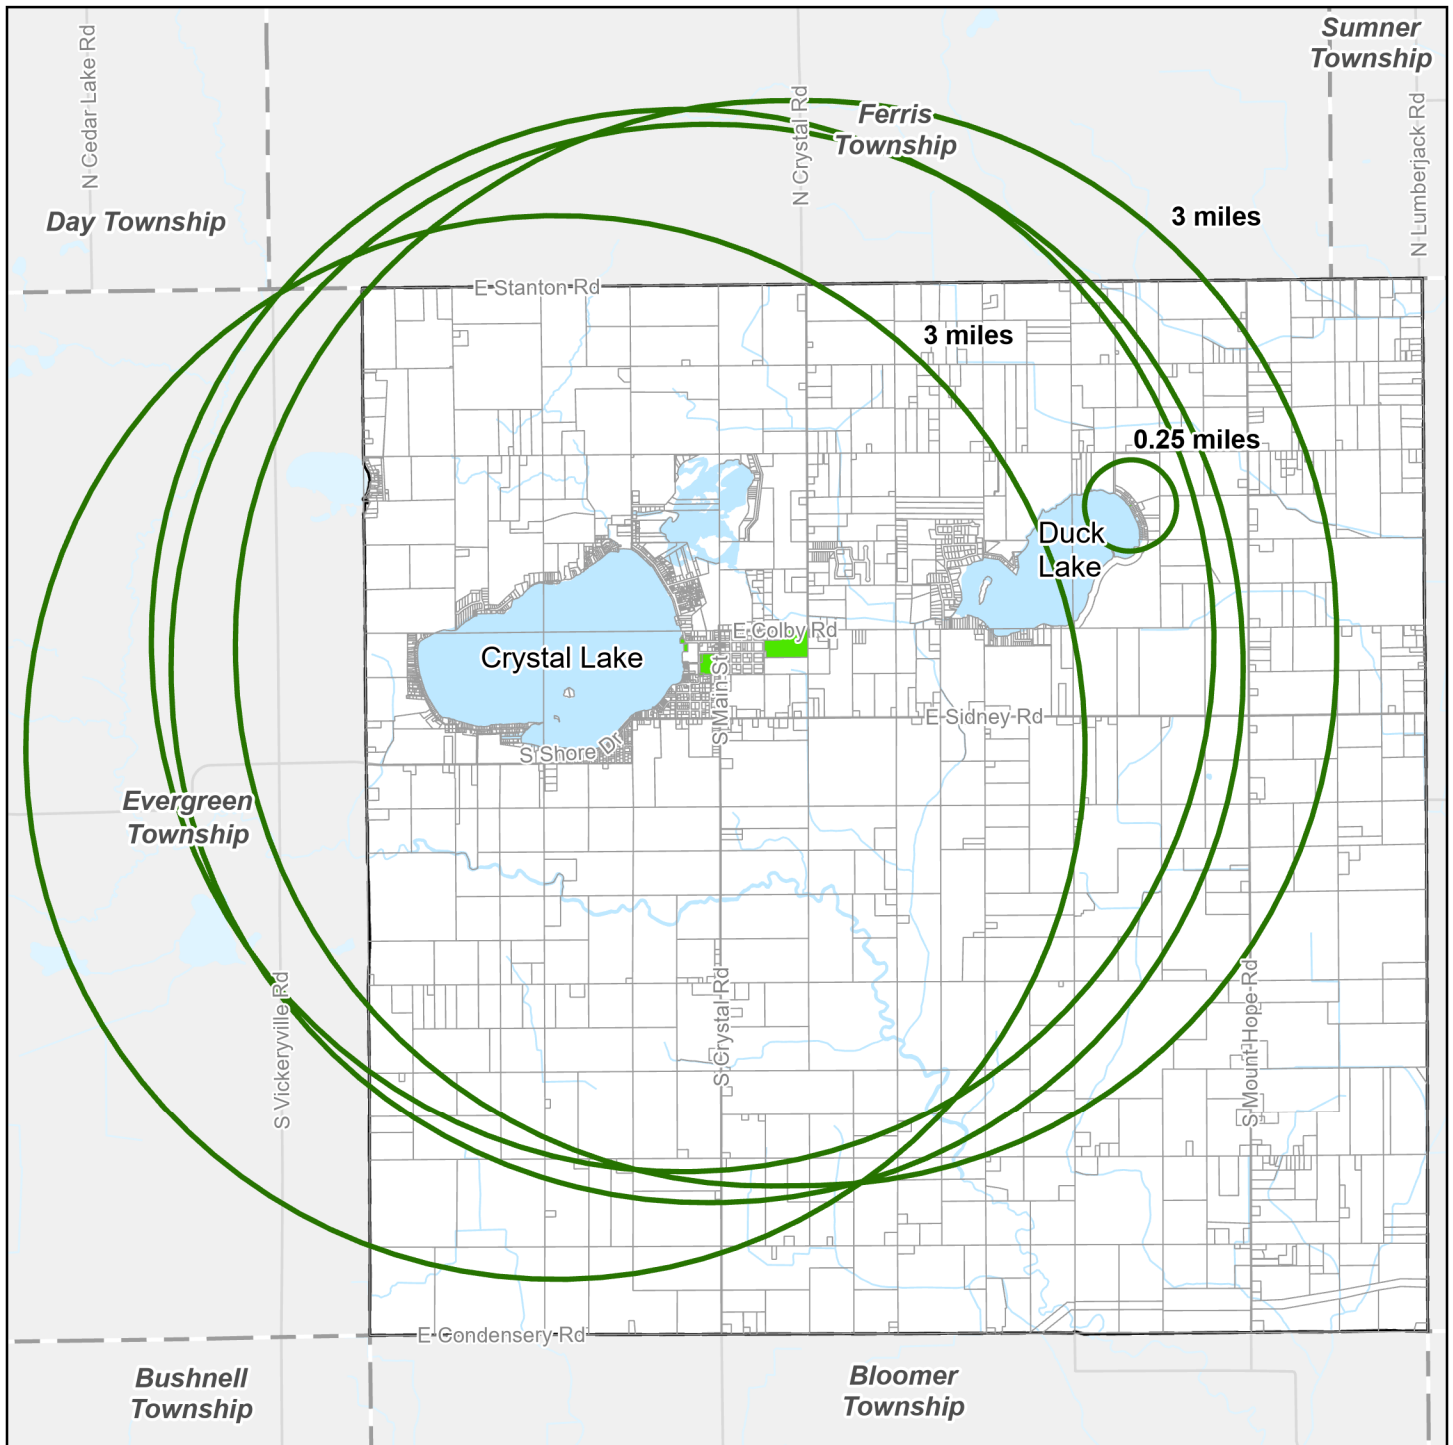 Sumner
Township
N Cedar Lake Rd
N Crystal Rd
Ferris
Township
N Lumberjack Rd
Day Township
3 miles
E Stanton Rd
3 miles
0.25 miles
Duck
Lake
E Colby Rd
Crystal Lake
S Main St
E Sidney Rd
S Shore Dr
Evergreen
Township
S Vickeryville Rd
S Crystal Rd
S Mount Hope Rd
E Condensery Rd
Bushnell
Township
Bloomer
Township